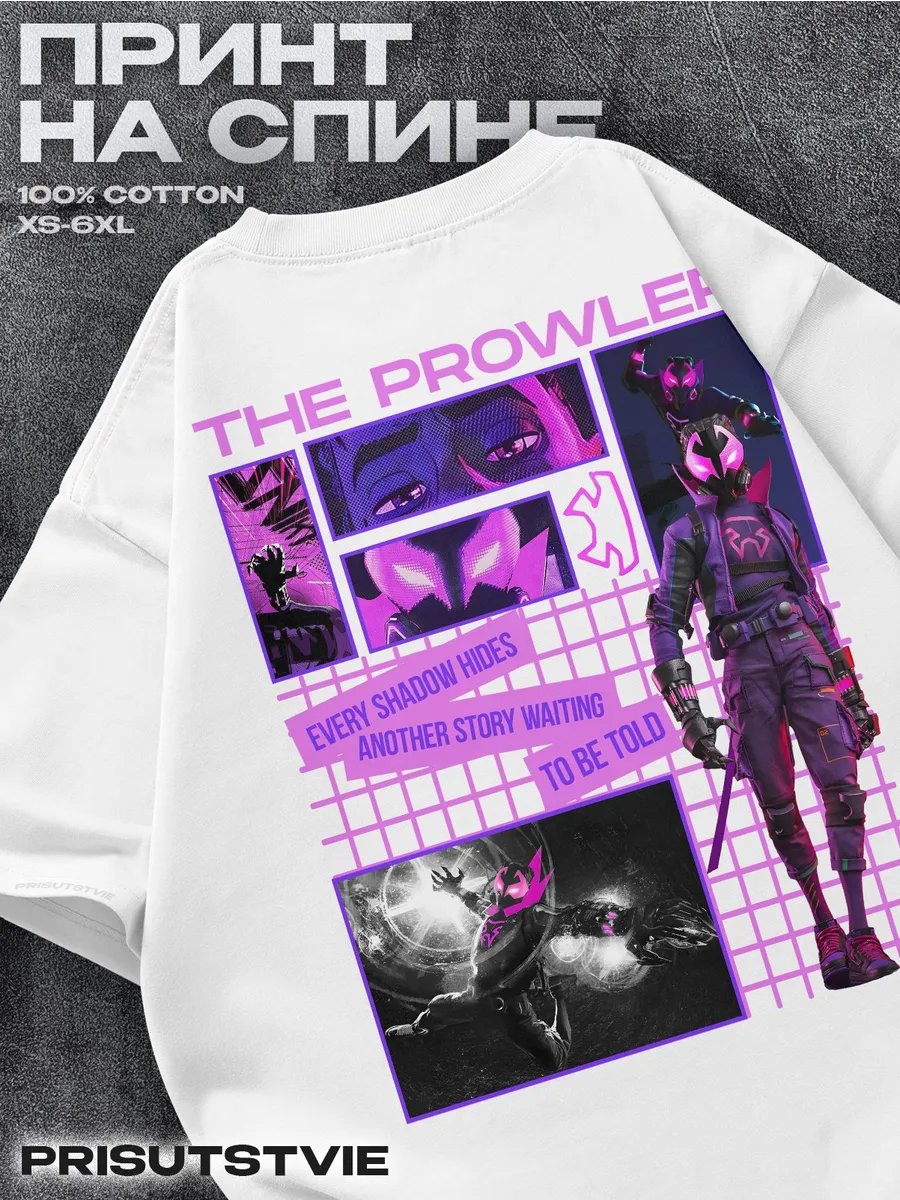 ПРИНТ
НА СПИНЕ
100% COTTON
XS-6XL
THE PROWLER
EVERY SHADOW HIDES
ANOTHER STORY WAITING
TO BE TOLD
PRISUTSTVIE
PRISUTSTVIE